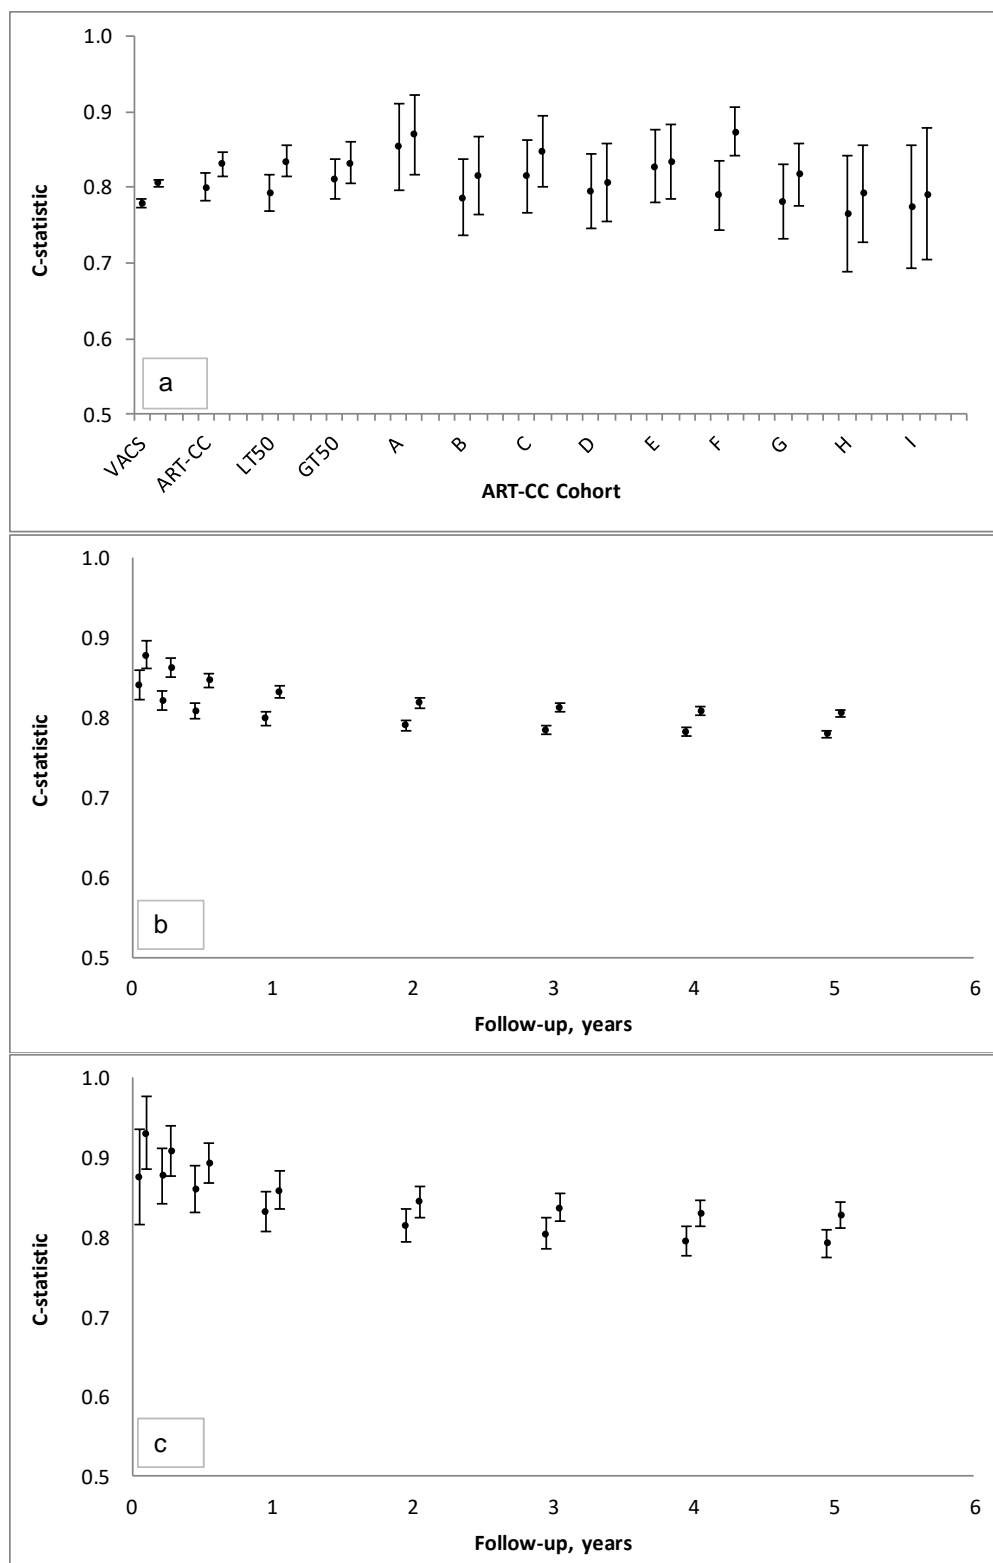 1.0
0.9
0.8
0.7
0.6
0.5
C-statistic
a
VACS
ART-CC
LT50
GT50
A
B
C
D
E
F
G
H
I
ART-CC Cohort
1.0
0.9
0.8
0.7
0.6
0.5
C-statistic
b
0 1 2 3 4 5 6
Follow-up, years
1.0
0.9
0.8
0.7
0.6
0.5
C-statistic
c
0 1 2 3 4 5 6
Follow-up, years